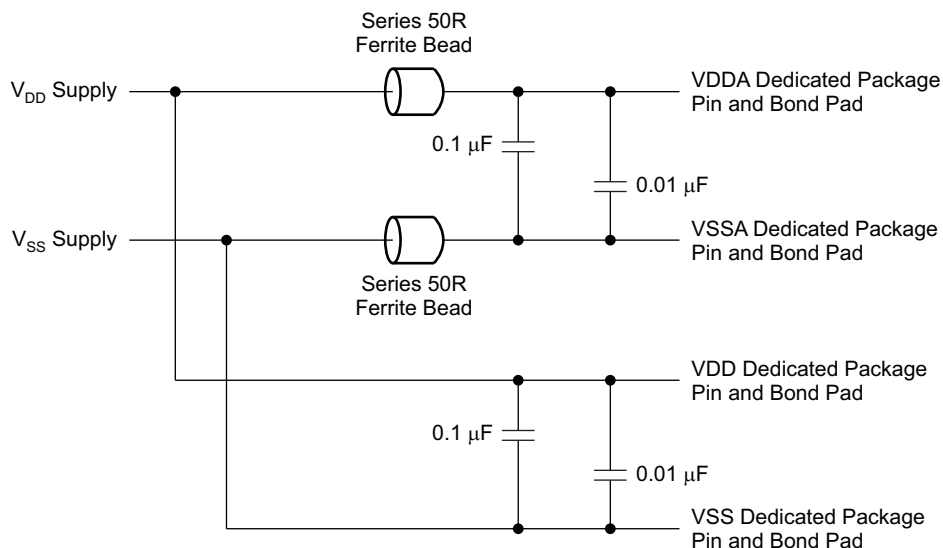 Series 50R
Ferrite Bead
V_DD Supply
VDDA Dedicated Package
Pin and Bond Pad
0.1 μF
0.01 μF
V_SS Supply
VSSA Dedicated Package
Pin and Bond Pad
Series 50R
Ferrite Bead
VDD Dedicated Package
Pin and Bond Pad
0.1 μF
0.01 μF
VSS Dedicated Package
Pin and Bond Pad